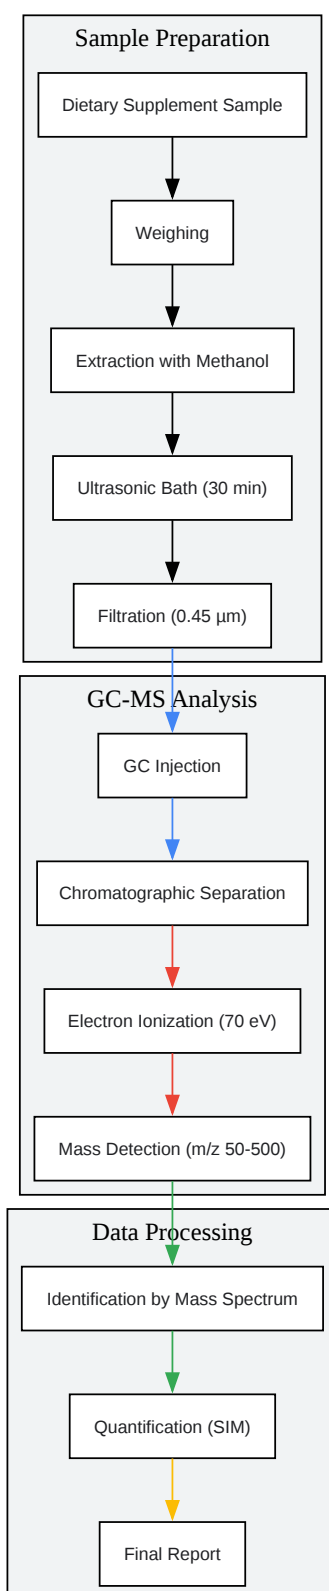 Sample Preparation
Dietary Supplement Sample
Weighing
Extraction with Methanol
Ultrasonic Bath (30 min)
Filtration (0.45 µm)
GC-MS Analysis
GC Injection
Chromatographic Separation
Electron Ionization (70 eV)
Mass Detection (m/z 50-500)
Data Processing
Identification by Mass Spectrum
Quantification (SIM)
Final Report